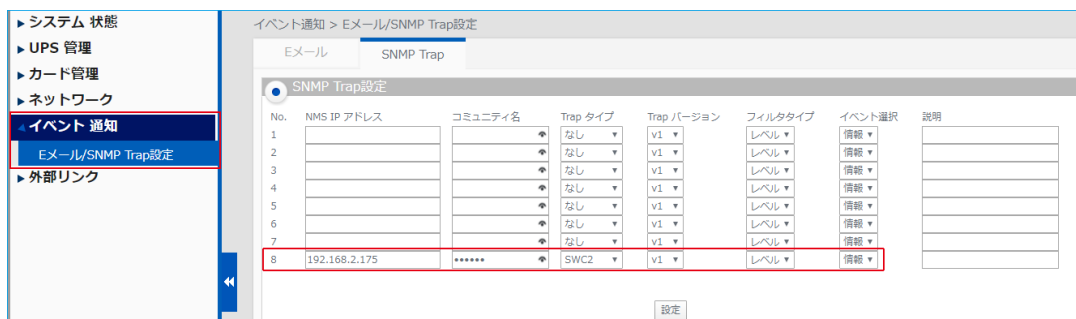 ▶システム 状態
▶UPS 管理
▶カード管理
▶ネットワーク
イベント 通知
Eメール/SNMP Trap設定
▶外部リンク
イベント通知 > Eメール/SNMP Trap設定
Eメール SNMP Trap
SNMP Trap設定
No. NMS IP アドレス コミュニティ名 Trap タイプ Trap バージョン フィルタタイプ イベント選択 説明
1 なし ▼ v1 ▼ レベル ▼ 情報 ▼
2 なし ▼ v1 ▼ レベル ▼ 情報 ▼
3 なし ▼ v1 ▼ レベル ▼ 情報 ▼
4 なし ▼ v1 ▼ レベル ▼ 情報 ▼
5 なし ▼ v1 ▼ レベル ▼ 情報 ▼
6 なし ▼ v1 ▼ レベル ▼ 情報 ▼
7 なし ▼ v1 ▼ レベル ▼ 情報 ▼
8 192.168.2.175 •••••• SWC2 ▼ v1 ▼ レベル ▼ 情報 ▼
設定